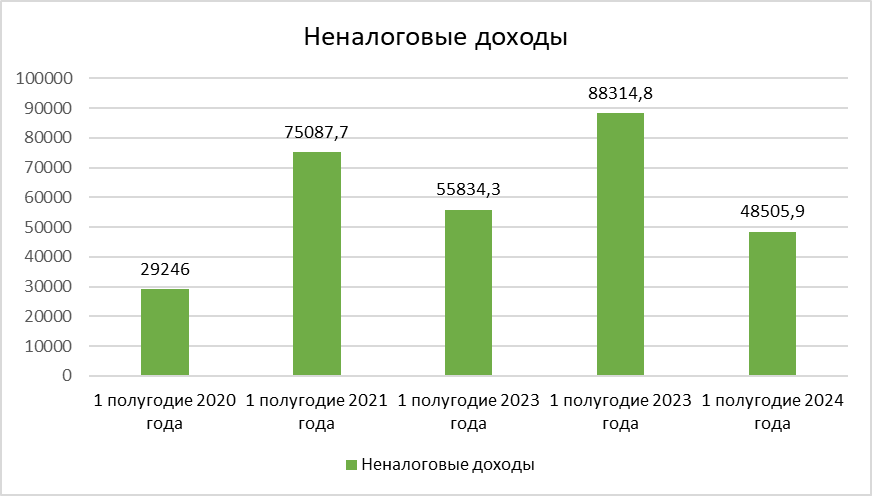 Неналоговые доходы
100000
90000
80000
70000
60000
50000
40000
30000
20000
10000
0
29246
75087,7
55834,3
88314,8
48505,9
1 полугодие 2020
года
1 полугодие 2021
года
1 полугодие 2023
года
1 полугодие 2023
года
1 полугодие 2024
года
Неналоговые доходы